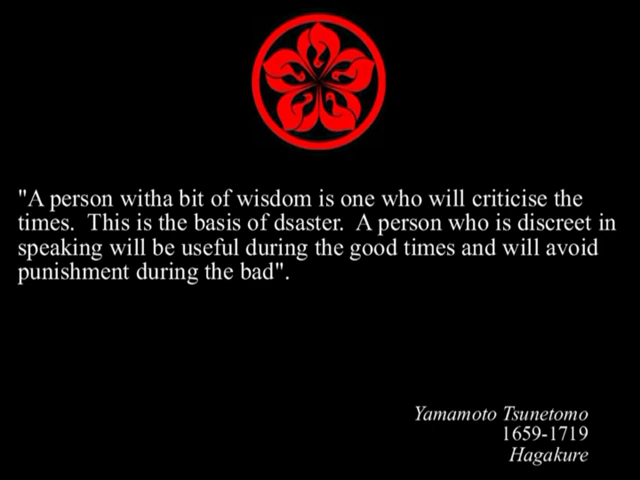 "A person witha bit of wisdom is one who will criticise the
times.  This is the basis of dsaster.  A person who is discreet in
speaking will be useful during the good times and will avoid
punishment during the bad".
Yamamoto Tsunetomo
1659-1719
Hagakure